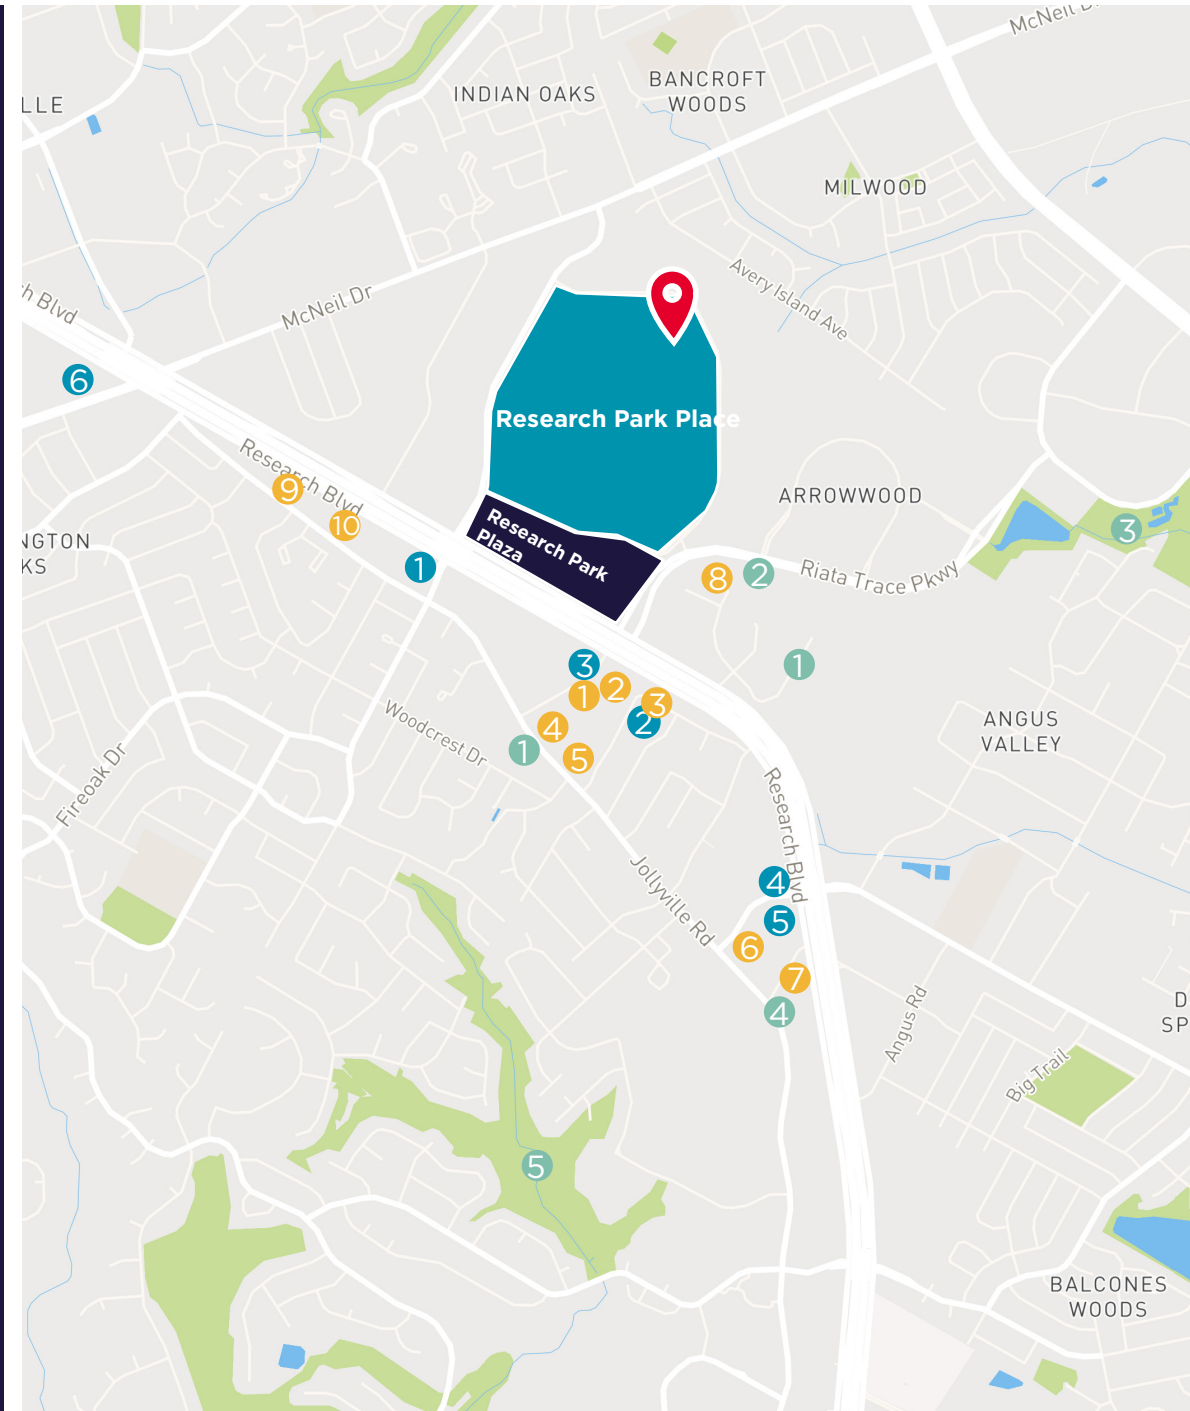 McNeil Dr
INDIAN OAKS
BANCROFT
WOODS
LLE
MILWOOD
Avery Island Ave
h Blvd
McNeil Dr
6
Research Park Place
Research Blvd
9
10
ARROWWOOD
3
Research Park
Plaza
NGTON
KS
1
8
2
Riata Trace Pkwy
3
1
1
2
3
2
4
1
5
Woodcrest Dr
ANGUS
VALLEY
Fireoak Dr
Research Blvd
Jollyville Rd
4
5
6
7
4
Angus Rd
D
SP
Big Trail
5
BALCONES
WOODS